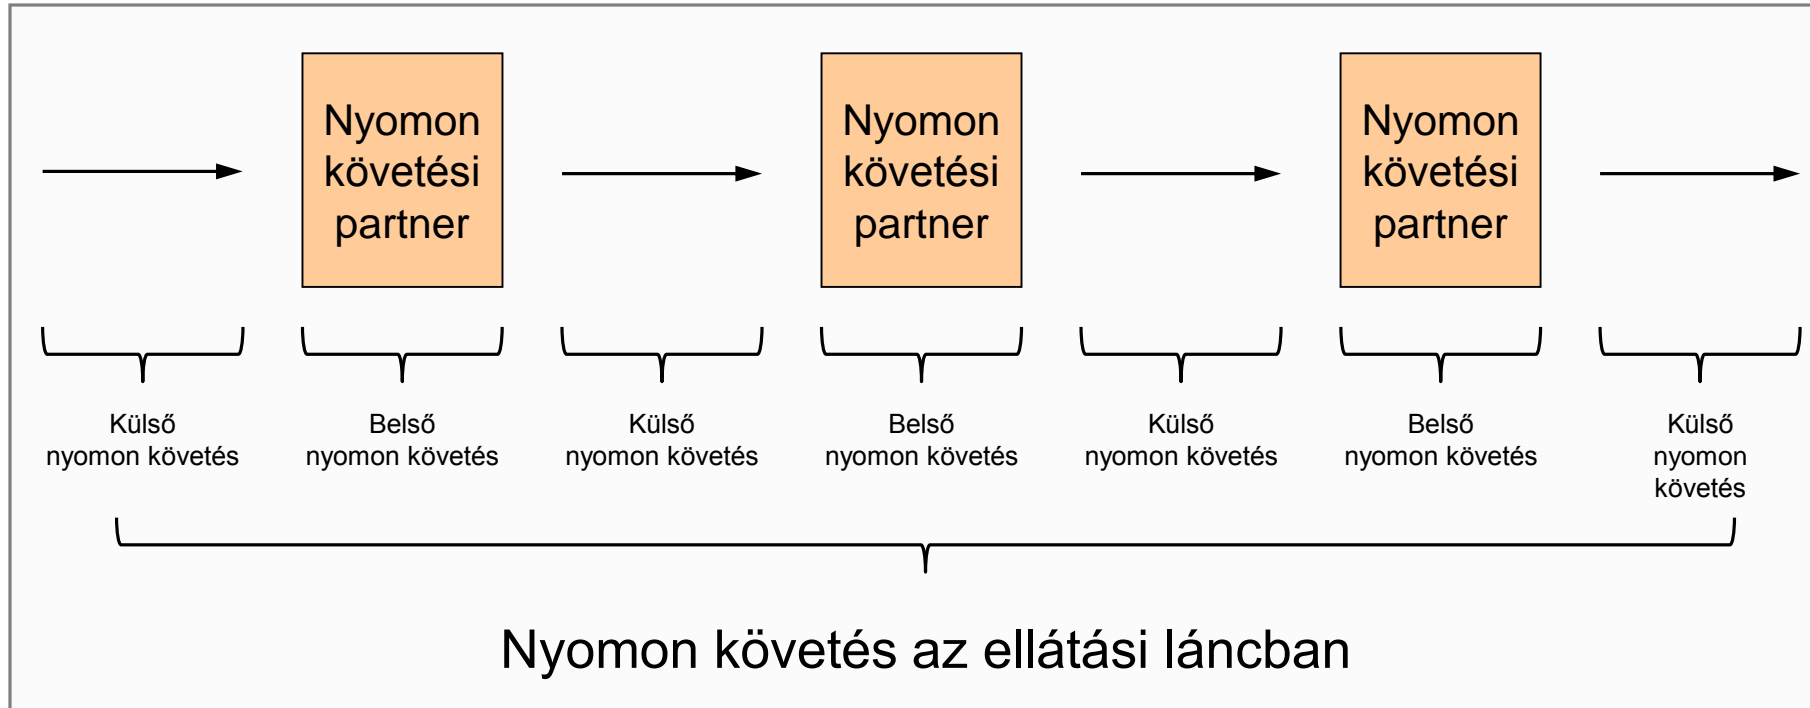 Nyomon
követési
partner
Nyomon
követési
partner
Nyomon
követési
partner
Külső
nyomon követés
Belső
nyomon követés
Külső
nyomon követés
Belső
nyomon követés
Külső
nyomon követés
Belső
nyomon követés
Külső
nyomon
követés
Nyomon követés az ellátási láncban